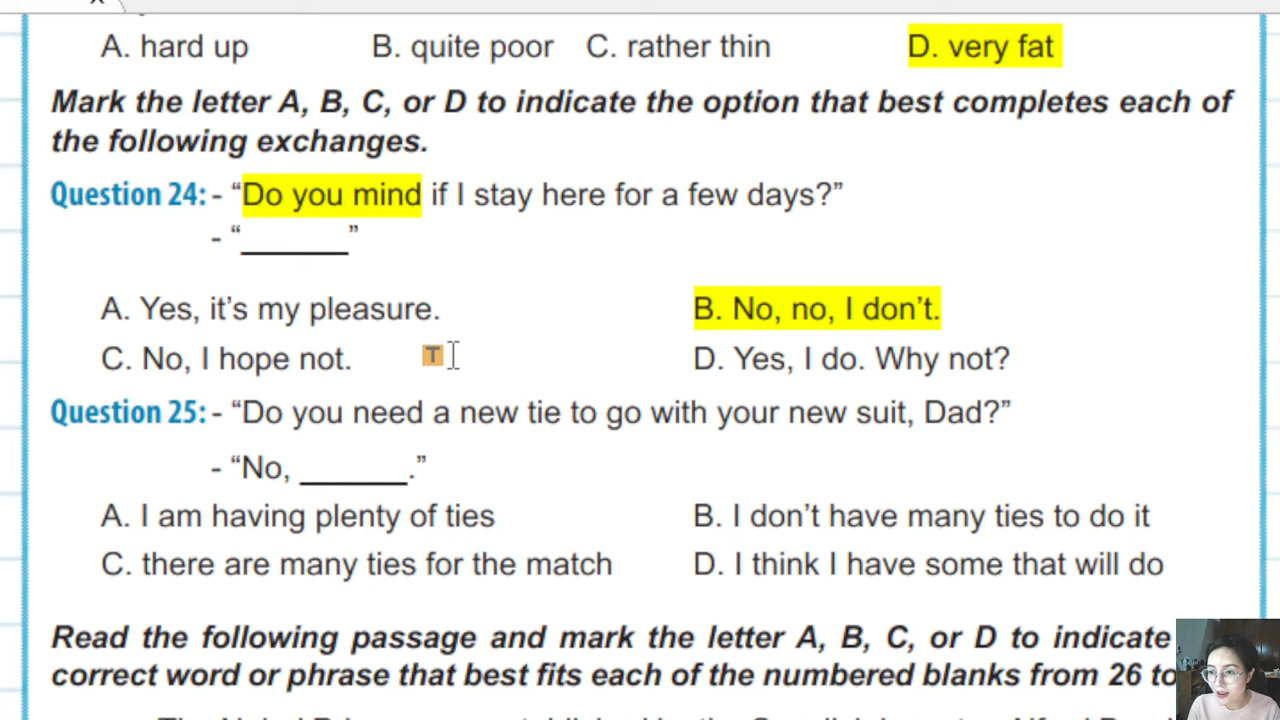 A. hard up B. quite poor C. rather thin D. very fat
Mark the letter A, B, C, or D to indicate the option that best completes each of
the following exchanges.
Question 24: - “Do you mind if I stay here for a few days?”
- “______”
A. Yes, it’s my pleasure. B. No, no, I don’t.
C. No, I hope not. T D. Yes, I do. Why not?
Question 25: - “Do you need a new tie to go with your new suit, Dad?”
- “No, ______.”
A. I am having plenty of ties B. I don’t have many ties to do it
C. there are many ties for the match D. I think I have some that will do
Read the following passage and mark the letter A, B, C, or D to indicate
correct word or phrase that best fits each of the numbered blanks from 26 to